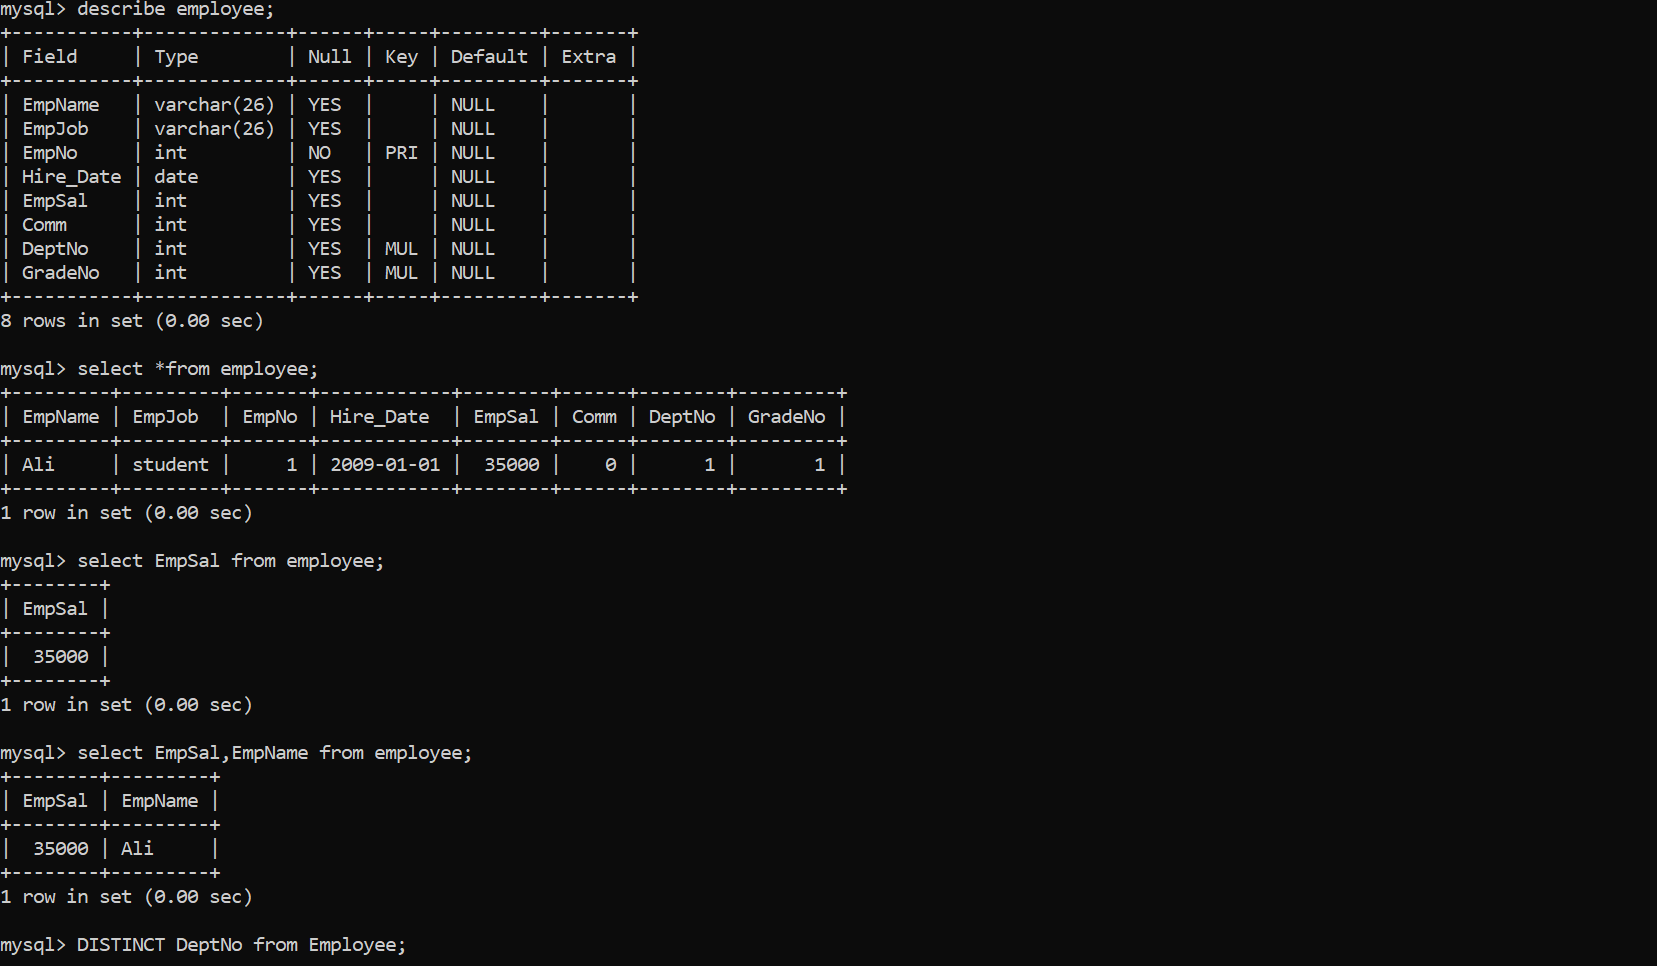 mysql> describe employee;
+-----------+-------------+------+-----+---------+-------+
| Field     | Type        | Null | Key | Default | Extra |
+-----------+-------------+------+-----+---------+-------+
| EmpName   | varchar(26) | YES  |     | NULL    |       |
| EmpJob    | varchar(26) | YES  |     | NULL    |       |
| EmpNo     | int         | NO   | PRI | NULL    |       |
| Hire_Date | date        | YES  |     | NULL    |       |
| EmpSal    | int         | YES  |     | NULL    |       |
| Comm      | int         | YES  |     | NULL    |       |
| DeptNo    | int         | YES  | MUL | NULL    |       |
| GradeNo   | int         | YES  | MUL | NULL    |       |
+-----------+-------------+------+-----+---------+-------+
8 rows in set (0.00 sec)

mysql> select *from employee;
+---------+---------+-------+------------+--------+------+--------+---------+
| EmpName | EmpJob  | EmpNo | Hire_Date  | EmpSal | Comm | DeptNo | GradeNo |
+---------+---------+-------+------------+--------+------+--------+---------+
| Ali     | student |     1 | 2009-01-01 |  35000 |    0 |      1 |       1 |
+---------+---------+-------+------------+--------+------+--------+---------+
1 row in set (0.00 sec)

mysql> select EmpSal from employee;
+--------+
| EmpSal |
+--------+
|  35000 |
+--------+
1 row in set (0.00 sec)

mysql> select EmpSal,EmpName from employee;
+--------+---------+
| EmpSal | EmpName |
+--------+---------+
|  35000 | Ali     |
+--------+---------+
1 row in set (0.00 sec)

mysql> DISTINCT DeptNo from Employee;